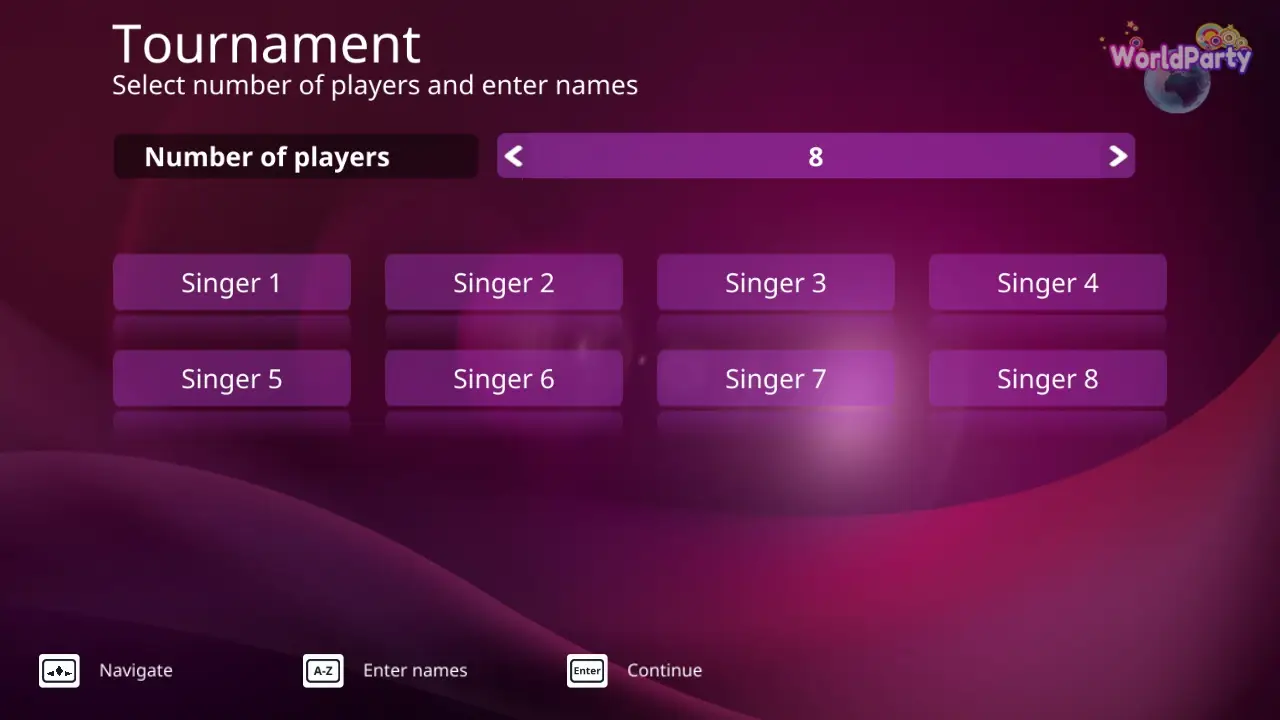 Tournament
Select number of players and enter names
WorldParty
Number of players
8
Singer 1
Singer 2
Singer 3
Singer 4
Singer 5
Singer 6
Singer 7
Singer 8
Navigate
A-Z
Enter names
Enter
Continue